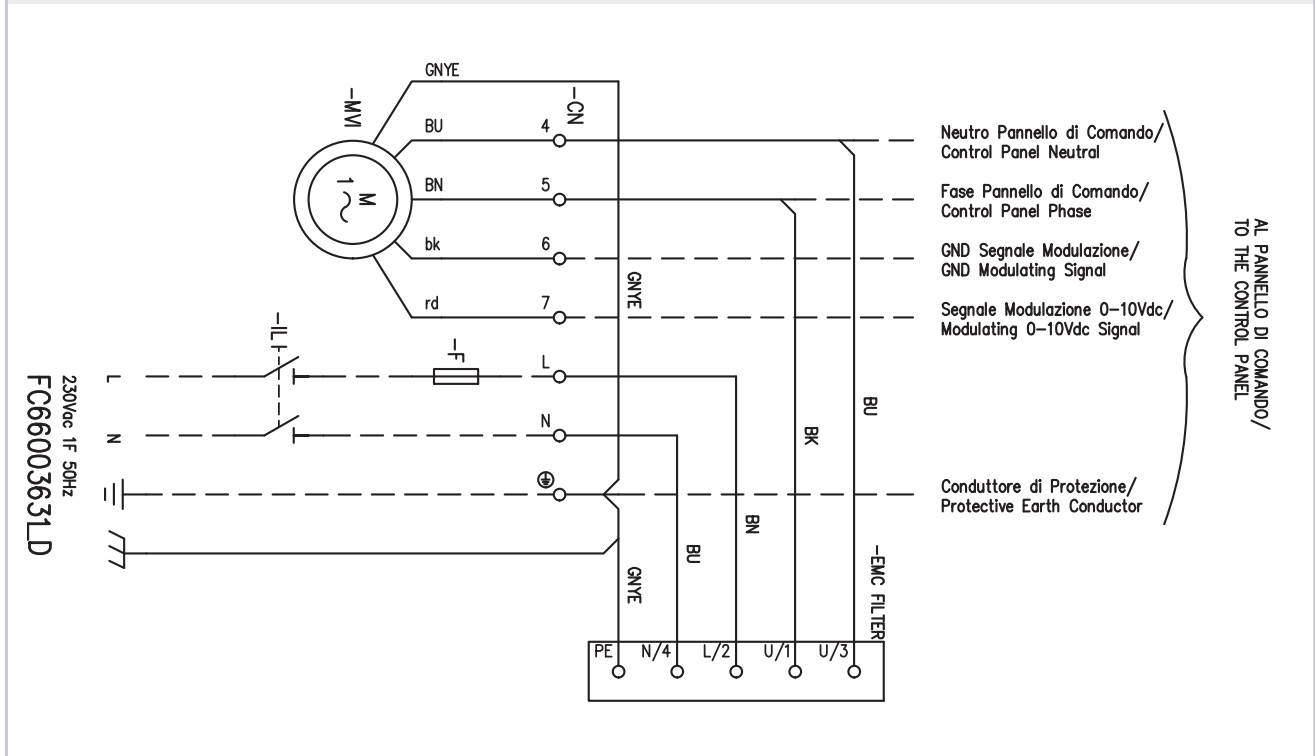 GNYE
-MVI
-CN
BU
4
Neutro Pannello di Comando/
Control Panel Neutral
BN
5
Fase Pannello di Comando/
Control Panel Phase
M
1
bk
6
GND Segnale Modulazione/
GND Modulating Signal
GNYE
rd
7
Segnale Modulazione 0-10Vdc/
Modulating 0-10Vdc Signal
AL PANNELLO DI COMANDO/
TO THE CONTROL PANEL
-IL
-F
L
L
N
N
BU
BK
230Vac 1F 50Hz
FC66003631_D
Conduttore di Protezione/
Protective Earth Conductor
BN
BU
GNYE
-EMC FILTER
PE
N/4
L/2
U/1
U/3